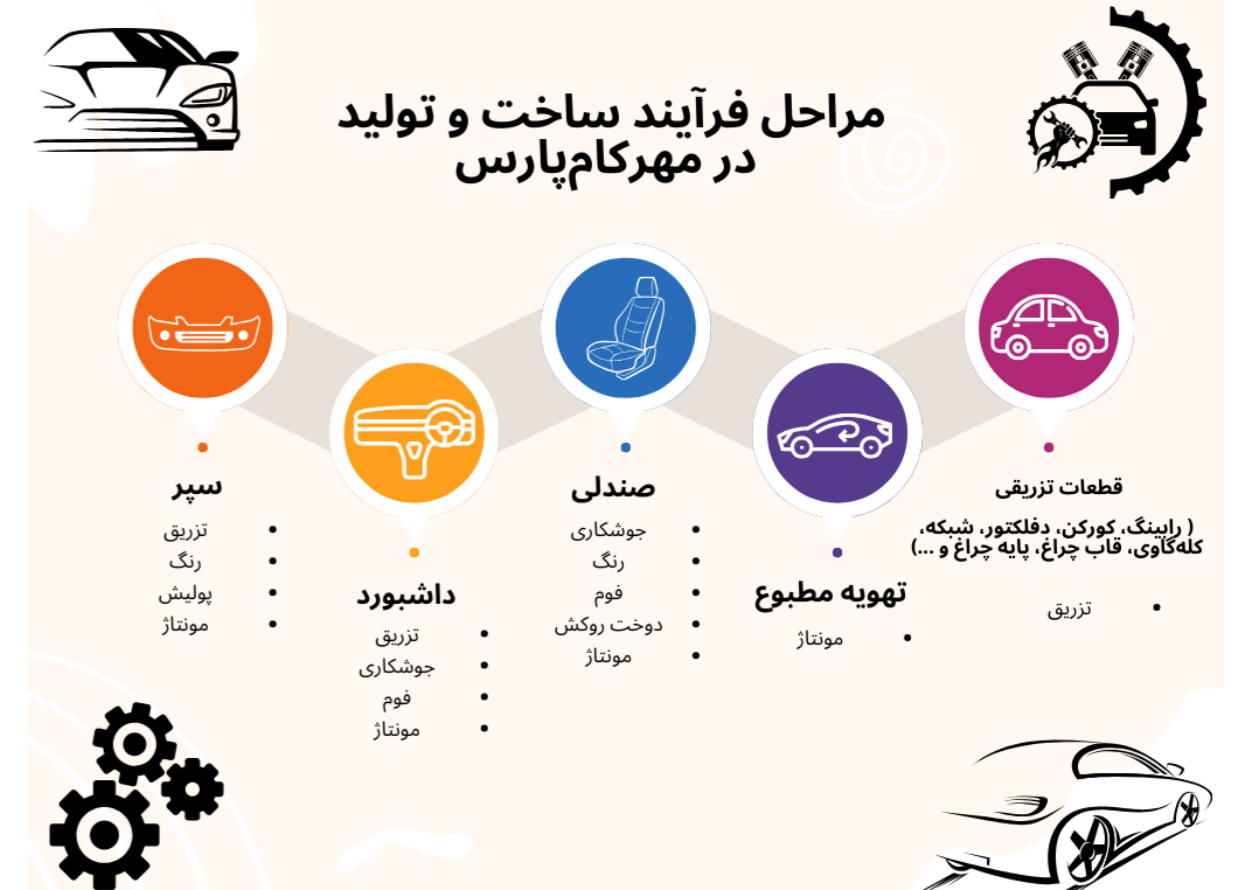 مراحل فرآیند ساخت و تولید
در مهرکام‌پارس
قطعات تزریقی
( رابینگ، کورکن، دفلکتور، شبکه،
کله‌گاوی، قاب چراغ، پایه چراغ و ...)
• تزریق
تهویه مطبوع
• مونتاژ
صندلی
• جوشکاری
• رنگ
• فوم
• دوخت روکش
• مونتاژ
داشبورد
• تزریق
• جوشکاری
• فوم
• مونتاژ
سپر
• تزریق
• رنگ
• پولیش
• مونتاژ